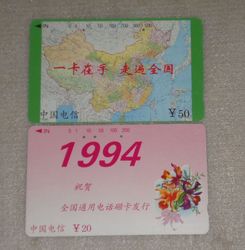 一卡在手 走遍全国
中国电信 ￥50
1994
祝贺
全国通用电话磁卡发行
中国电信 ￥20